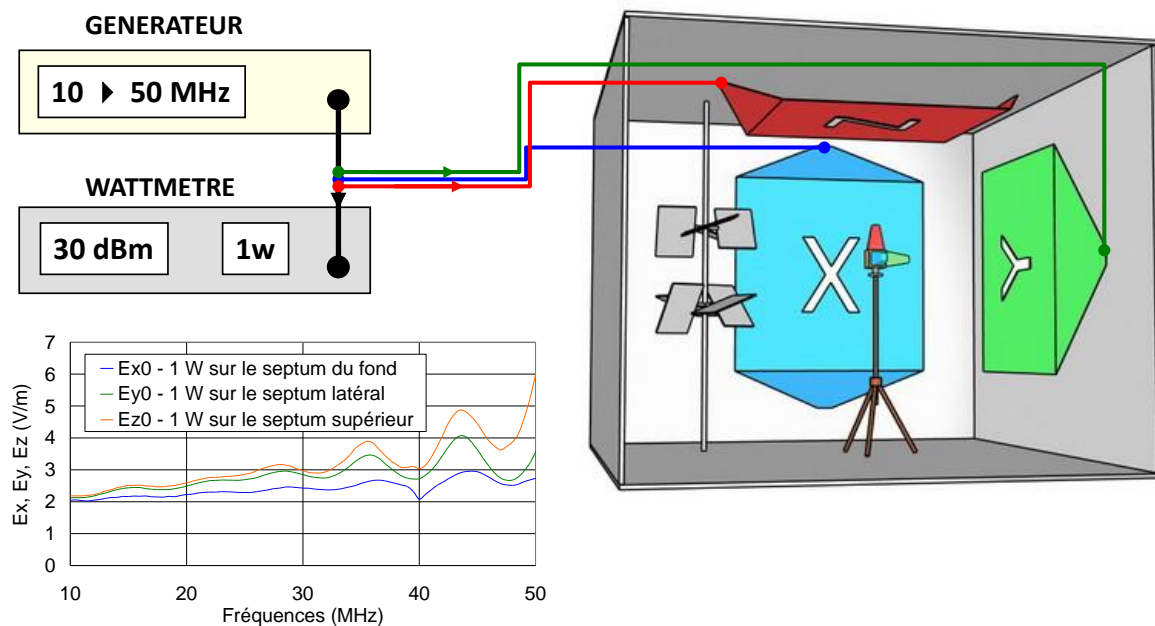 GENERATEUR
10 ▶ 50 MHz
WATTMETRE
30 dBm 1w
X
Y
Z
7
6
5
4
3
2
1
0
Ex, Ey, Ez (V/m)
Ex0 - 1 W sur le septum du fond
Ey0 - 1 W sur le septum latéral
Ez0 - 1 W sur le septum supérieur
10 20 30 40 50
Fréquences (MHz)